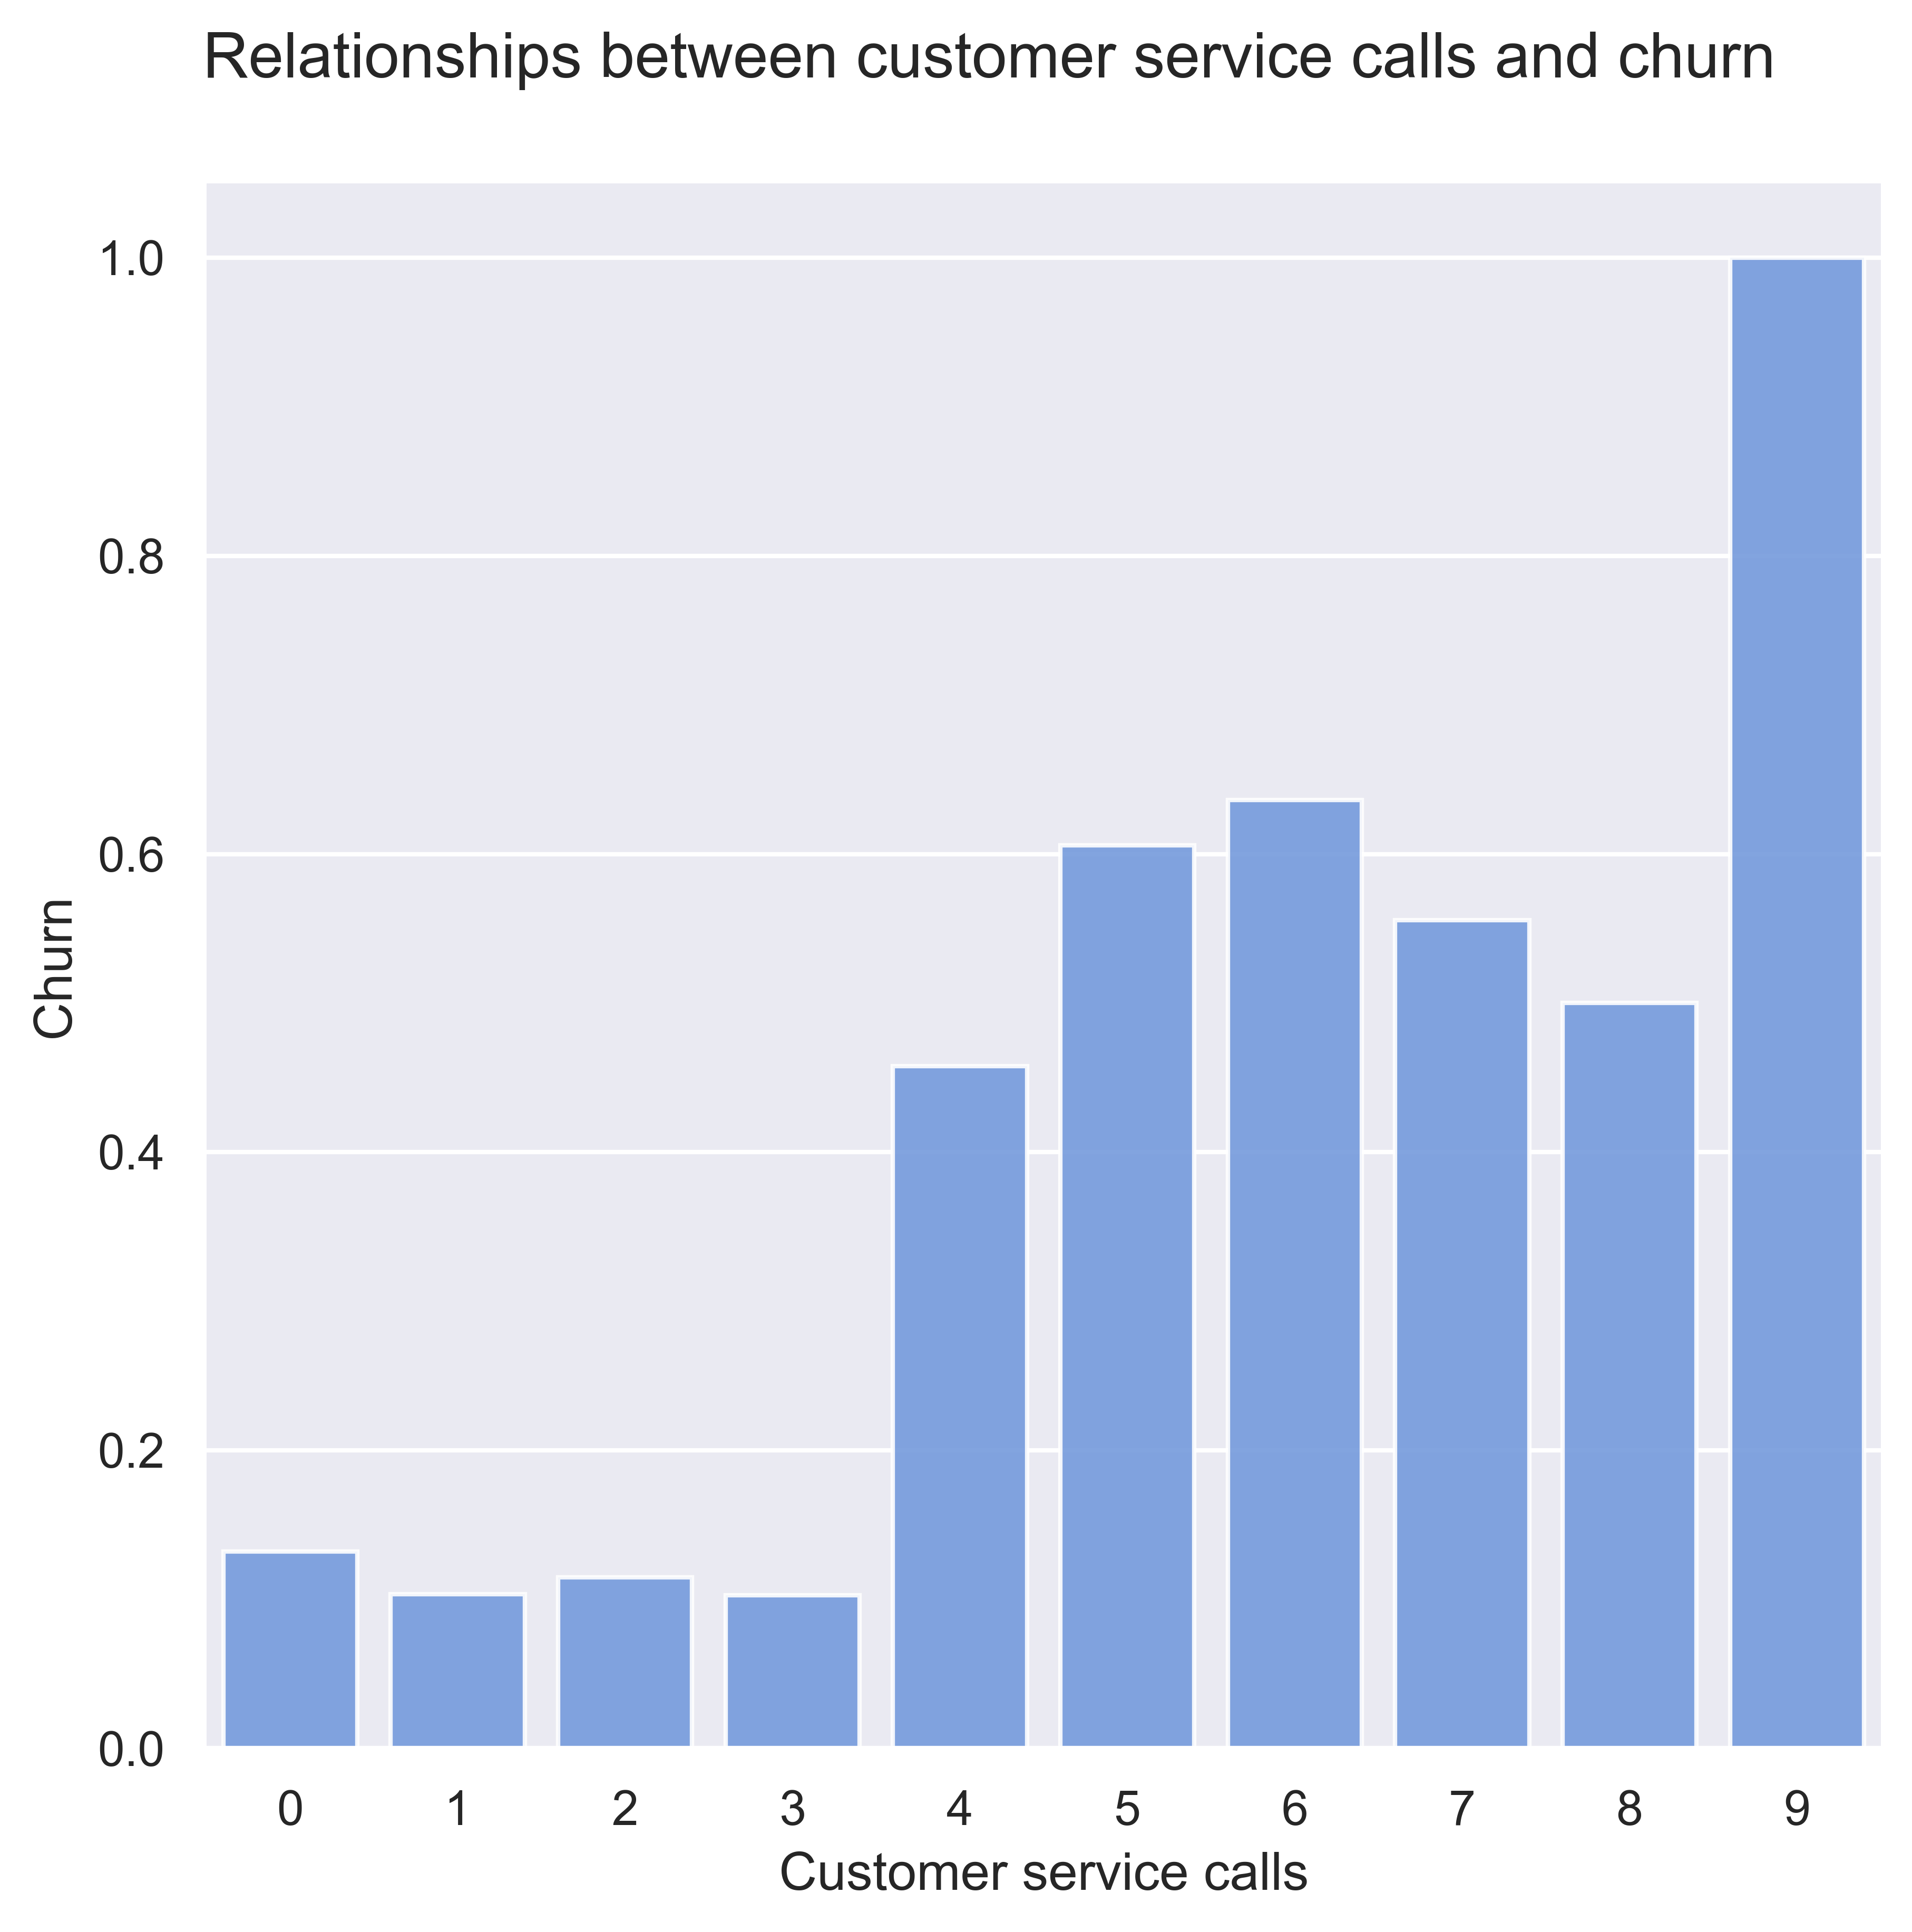 Relationships between customer service calls and churn
1.0
0.8
0.6
0.4
0.2
0.0
Churn
0 1 2 3 4 5 6 7 8 9
Customer service calls